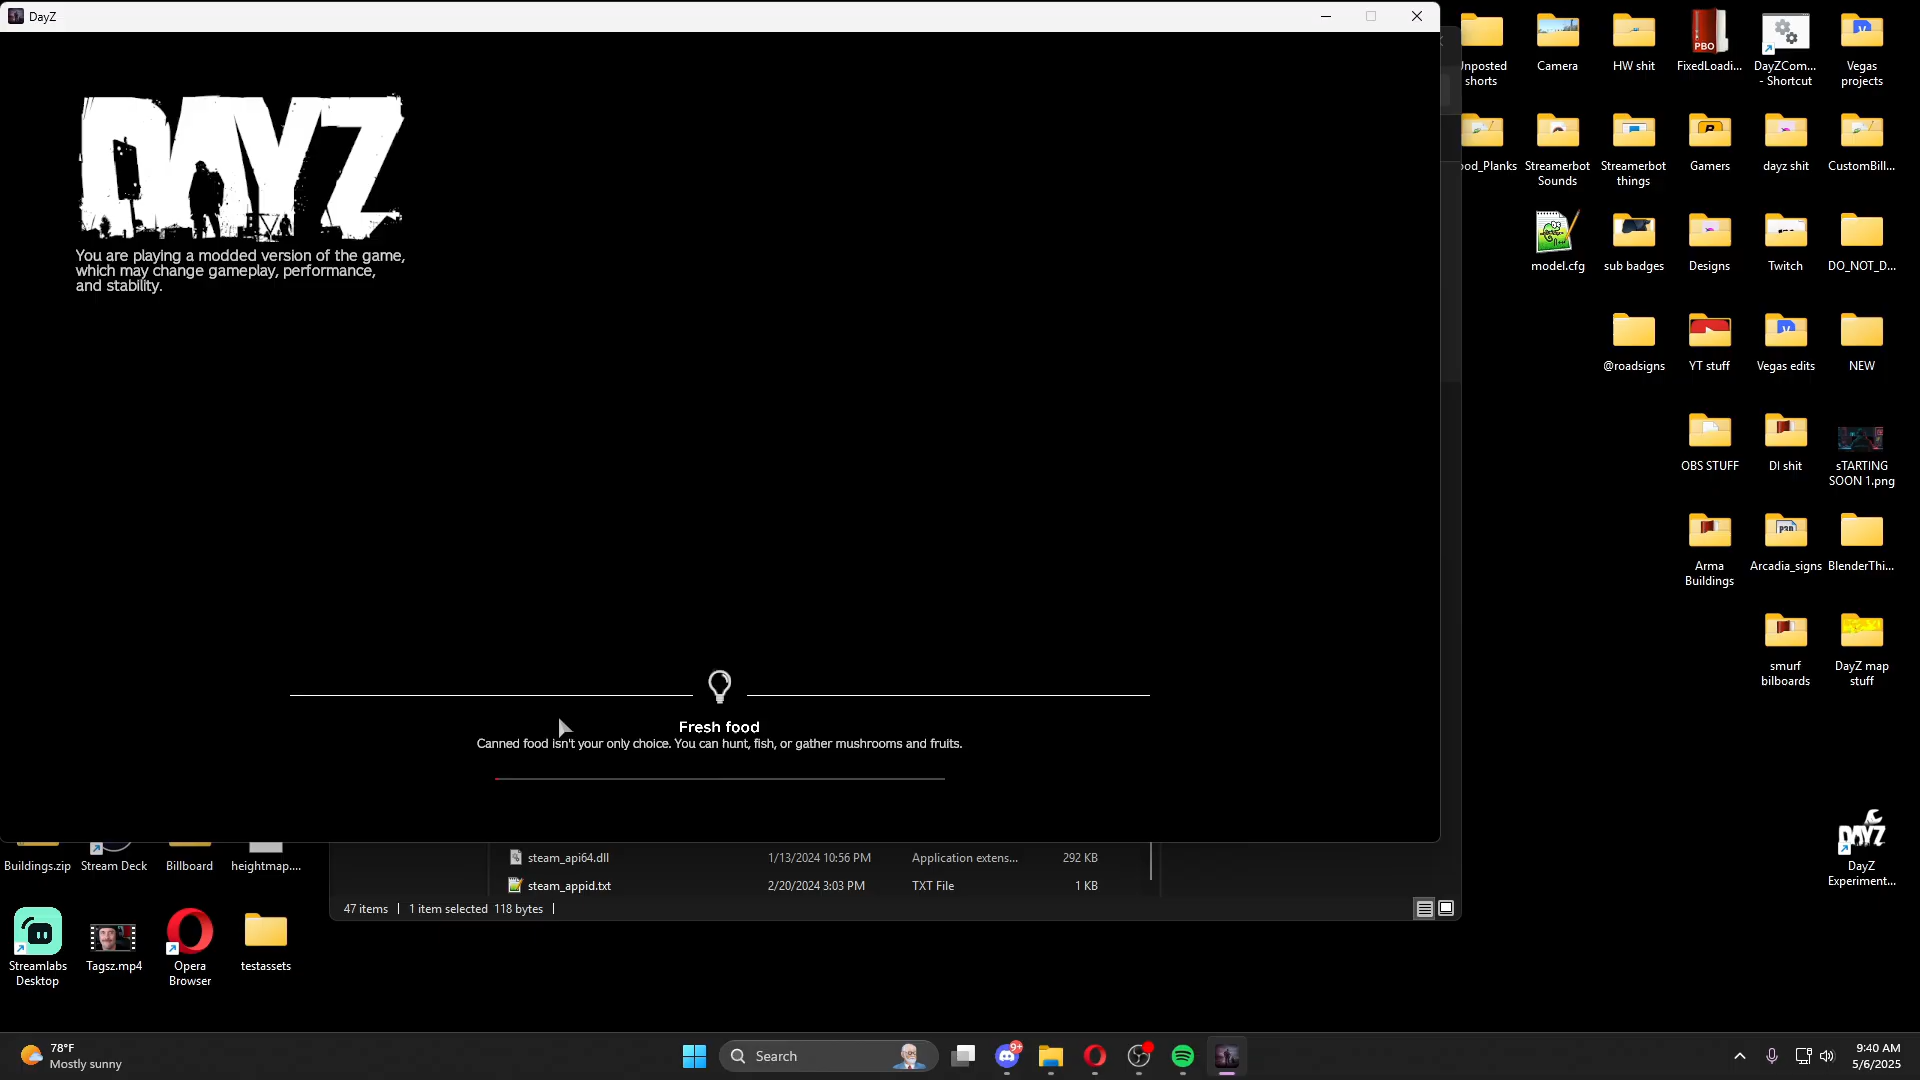 DayZ
DAYZ
You are playing a modded version of the game,
which may change gameplay, performance,
and stability.
Fresh food
Canned food isn't your only choice. You can hunt, fish, or gather mushrooms and fruits.
shorts
Camera
HW shit
FixedLoadi...
DayZCom...
- Shortcut
Vegas
projects
PBO
Streamerbot
Sounds
Streamerbot
things
Gamers
dayz shit
CustomBill...
model.cfg
sub badges
Designs
Twitch
DO_NOT_D...
@roadsigns
YT stuff
Vegas edits
NEW
OBS STUFF
DI shit
sTARTING
SOON 1.png
Arma
Buildings
Arcadia_signs
BlenderThi...
smurf
bilboards
DayZ map
stuff
DAYZ
DayZ
Experiment...
Buildings.zip
Stream Deck
Billboard
heightmap....
steam_api64.dll
1/13/2024 10:56 PM
Application extens...
292 KB
steam_appid.txt
2/20/2024 3:03 PM
TXT File
1 KB
47 items
1 item selected 118 bytes
Streamlabs
Desktop
Tagsz.mp4
Opera
Browser
testassets
78°F
Mostly sunny
Search
9+
9:40 AM
5/6/2025